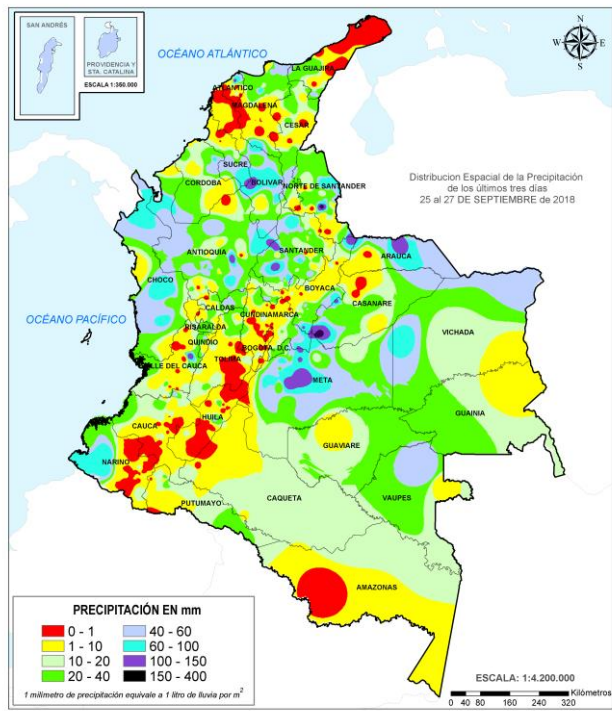 SAN ANDRÉS
PROVIDENCIA Y
STA. CATALINA
ESCALA 1:350.000
OCÉANO ATLÁNTICO
N
W E
S
LA GUAJIRA
ATLANTICO
MAGDALENA
CESAR
SUCRE
CORDOBA
BOLIVAR
NORTE DE SANTANDER
Distribucion Espacial de la Precipitación
de los últimos tres días
25 al 27 DE SEPTIEMBRE de 2018
ANTIOQUIA
SANTANDER
ARAUCA
CHOCO
BOYACA
CASANARE
OCÉANO PACÍFICO
CALDAS
CUNDINAMARCA
RISARALDA
VICHADA
QUINDIO
BOGOTA, D.C.
TOLIMA
VALLE DEL CAUCA
META
GUAINIA
HUILA
CAUCA
GUAVIARE
NARIÑO
VAUPES
CAQUETA
PUTUMAYO
AMAZONAS
PRECIPITACIÓN EN mm
0 - 1
1 - 10
10 - 20
20 - 40
40 - 60
60 - 100
100 - 150
150 - 400
1 milimetro de precipitación equivale a 1 litro de lluvia por m2
ESCALA: 1:4.200.000
Kilómetros
0 40 80 160 240 320